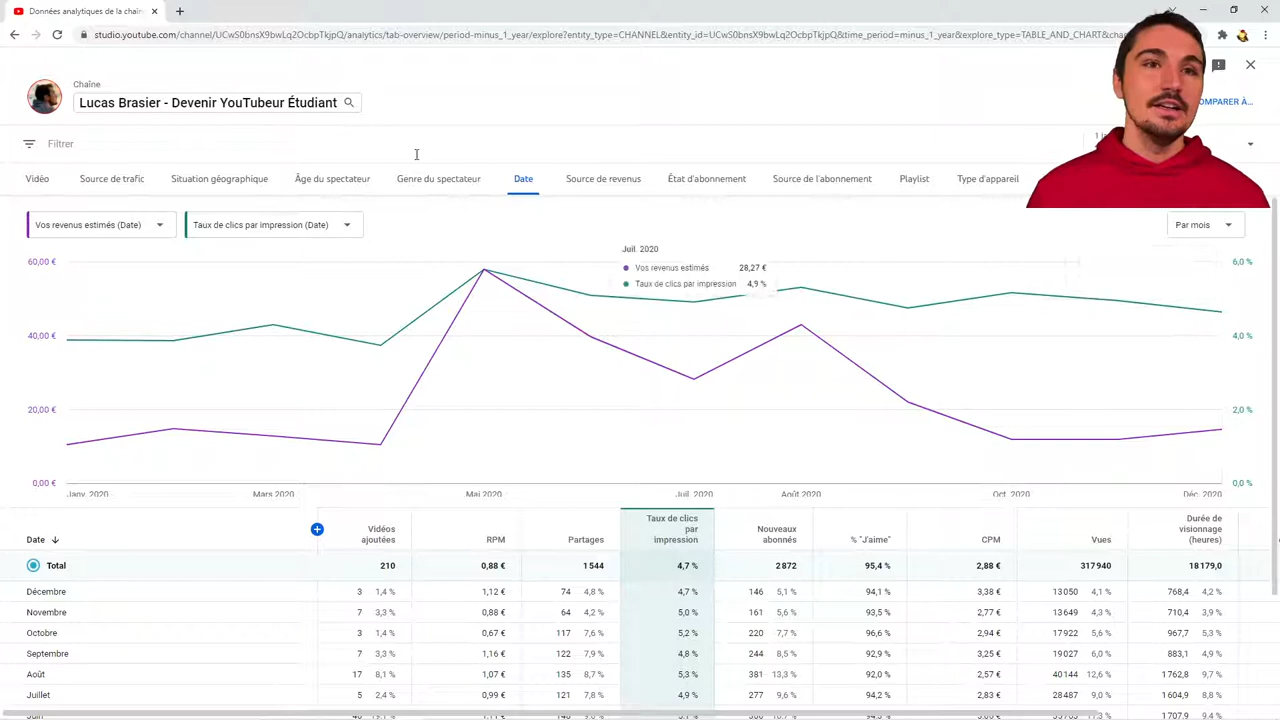 Données analytiques de la chaîn
studio.youtube.com/channel/UCwS0bnsX9bwLq2OcbpTkjpQ/analytics/tab-overview/period-minus_1_year/explore?entity_type=CHANNEL&entity_id=UCwS0bnsX9bwLq2OcbpTkjpQ&time_period=minus_1_year&explore_type=TABLE_AND_CHART&cha
Chaîne
Lucas Brasier - Devenir YouTubeur Étudiant
OMPARER À...
Filtrer
Vidéo Source de trafic Situation géographique Âge du spectateur Genre du spectateur Date Source de revenus État d'abonnement Source de l'abonnement Playlist Type d'appareil
Vos revenus estimés (Date) Taux de clics par impression (Date) Par mois
Juil. 2020
Vos revenus estimés 28,27 €
Taux de clics par impression 4,9 %
60,00 € 6,0 %
40,00 € 4,0 %
20,00 € 2,0 %
0,00 € 0,0 %
Janv. 2020 Mars 2020 Mai 2020 Juil. 2020 Août 2020 Oct. 2020 Déc. 2020
Date Vidéos ajoutées RPM Partages Taux de clics par impression Nouveaux abonnés % "J'aime" CPM Vues Durée de visionnage (heures)
Total 210 0,88 € 1 544 4,7 % 2 872 95,4 % 2,88 € 317 940 18 179,0
Décembre 3 1,4 % 1,12 € 74 4,8 % 4,7 % 146 5,1 % 94,1 % 3,38 € 13 050 4,1 % 768,4 4,2 %
Novembre 7 3,3 % 0,88 € 64 4,2 % 5,0 % 161 5,6 % 93,5 % 2,77 € 13 649 4,3 % 710,4 3,9 %
Octobre 3 1,4 % 0,67 € 117 7,6 % 5,2 % 220 7,7 % 96,6 % 2,94 € 17 922 5,6 % 967,7 5,3 %
Septembre 7 3,3 % 1,16 € 122 7,9 % 4,8 % 244 8,5 % 92,9 % 3,25 € 19 027 6,0 % 883,1 4,9 %
Août 17 8,1 % 1,07 € 135 8,7 % 5,3 % 381 13,3 % 92,0 % 2,57 € 40 144 12,6 % 1 762,8 9,7 %
Juillet 5 2,4 % 0,99 € 121 7,8 % 4,9 % 277 9,6 % 94,2 % 2,83 € 28 487 9,0 % 1 604,9 8,8 %